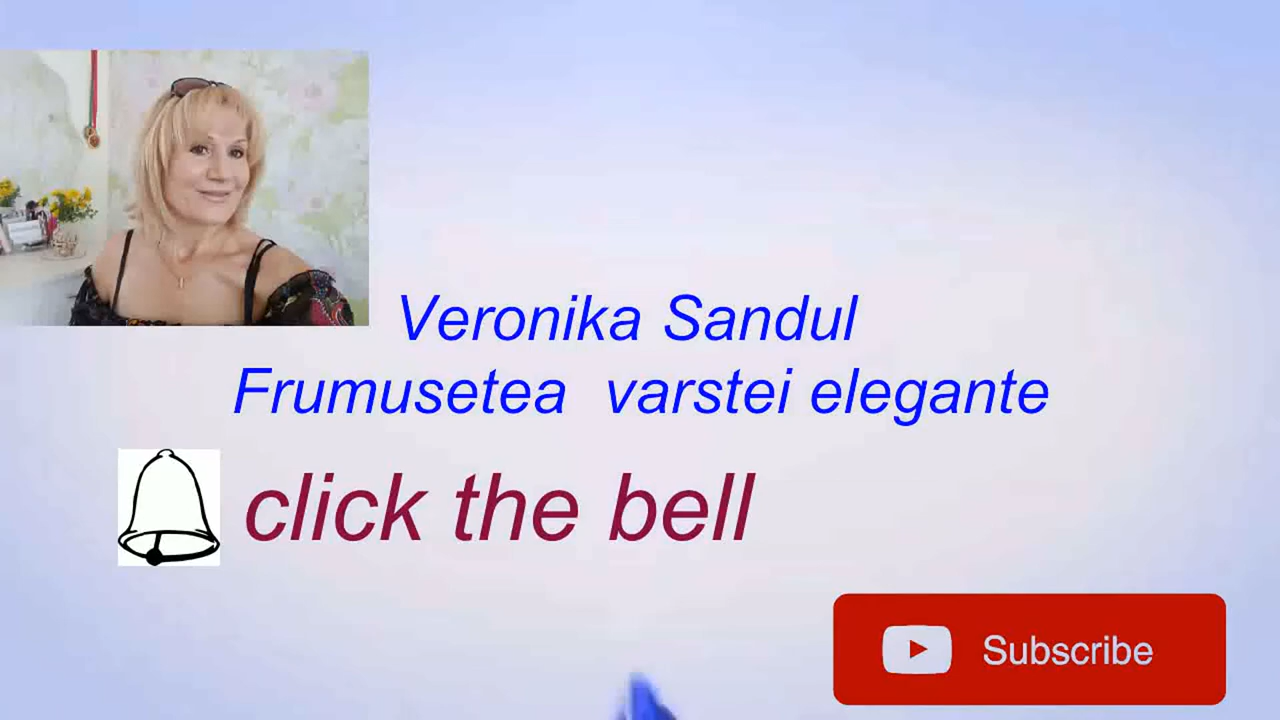 Veronika Sandul
Frumusetea varstei elegante
click the bell
Subscribe